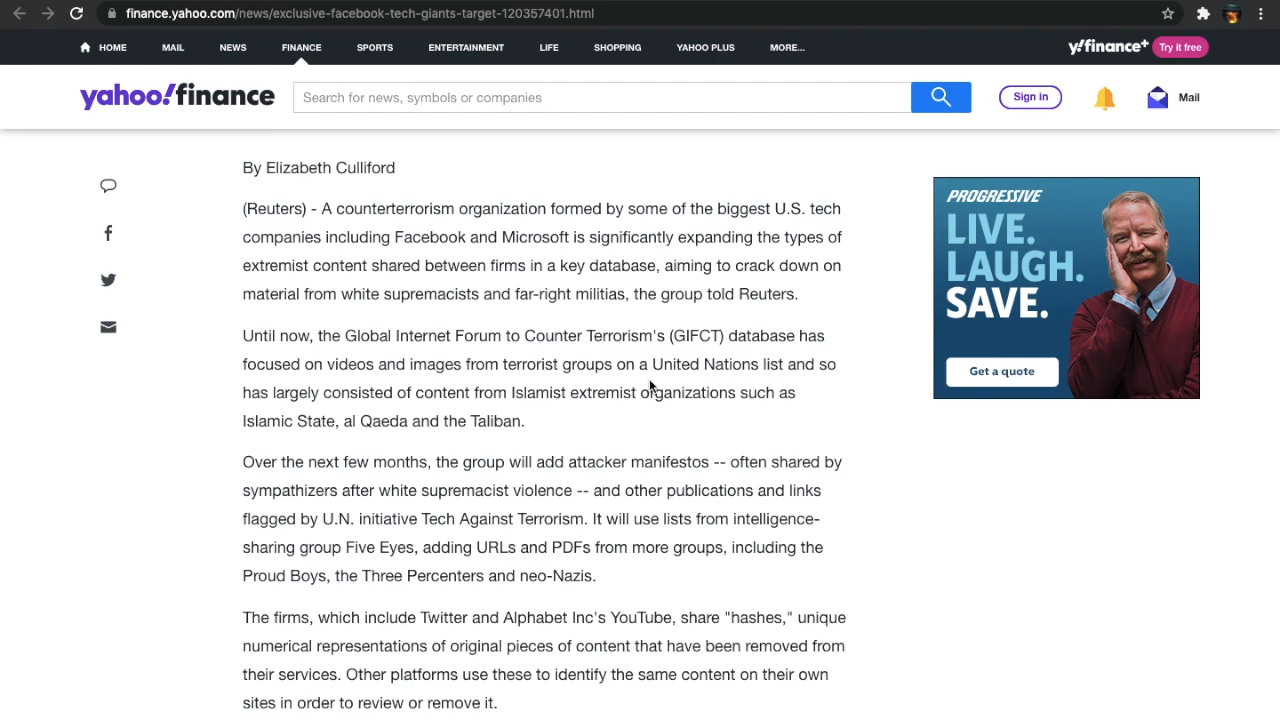 finance.yahoo.com/news/exclusive-facebook-tech-giants-target-120357401.html
HOME MAIL NEWS FINANCE SPORTS ENTERTAINMENT LIFE SHOPPING YAHOO PLUS MORE... y!finance+ Try it free
yahoo!finance Search for news, symbols or companies Sign in Mail
By Elizabeth Culliford
(Reuters) - A counterterrorism organization formed by some of the biggest U.S. tech
companies including Facebook and Microsoft is significantly expanding the types of
extremist content shared between firms in a key database, aiming to crack down on
material from white supremacists and far-right militias, the group told Reuters.
Until now, the Global Internet Forum to Counter Terrorism's (GIFCT) database has
focused on videos and images from terrorist groups on a United Nations list and so
has largely consisted of content from Islamist extremist organizations such as
Islamic State, al Qaeda and the Taliban.
Over the next few months, the group will add attacker manifestos -- often shared by
sympathizers after white supremacist violence -- and other publications and links
flagged by U.N. initiative Tech Against Terrorism. It will use lists from intelligence-
sharing group Five Eyes, adding URLs and PDFs from more groups, including the
Proud Boys, the Three Percenters and neo-Nazis.
The firms, which include Twitter and Alphabet Inc's YouTube, share "hashes," unique
numerical representations of original pieces of content that have been removed from
their services. Other platforms use these to identify the same content on their own
sites in order to review or remove it.
PROGRESSIVE
LIVE.
LAUGH.
SAVE.
Get a quote